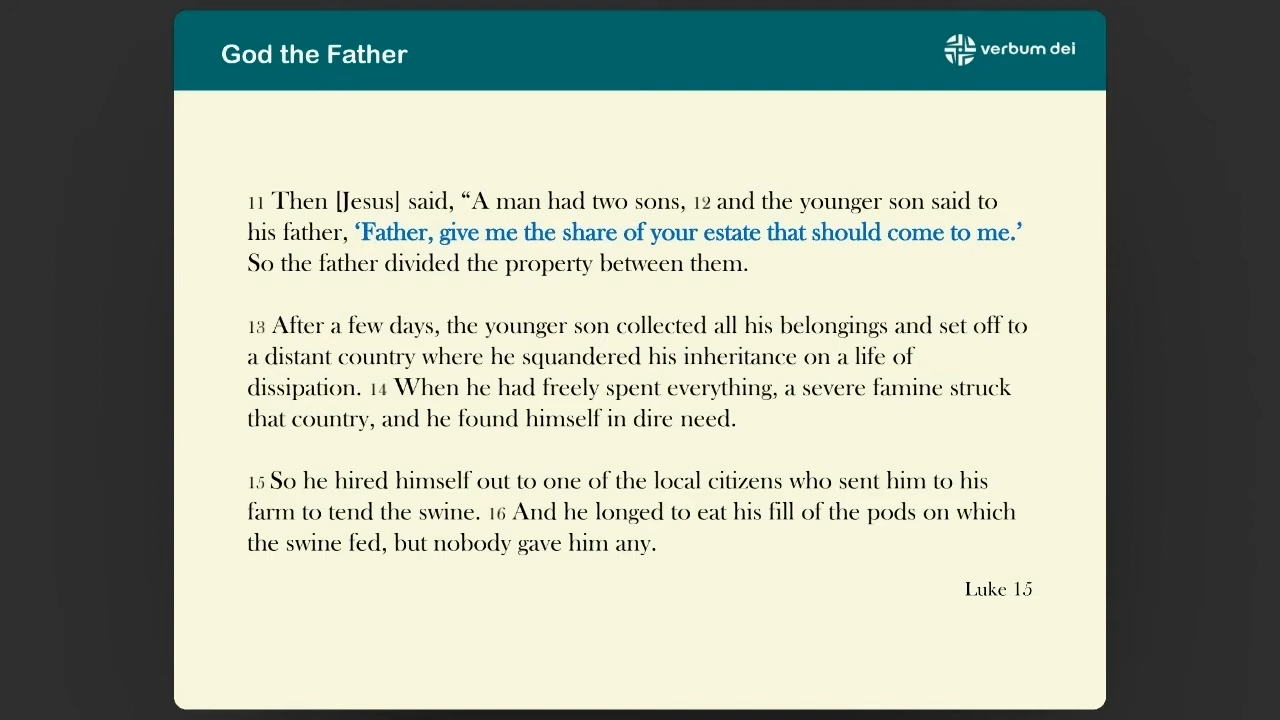 God the Father
verbum dei
11 Then [Jesus] said, “A man had two sons, 12 and the younger son said to
his father, ‘Father, give me the share of your estate that should come to me.’
So the father divided the property between them.
13 After a few days, the younger son collected all his belongings and set off to
a distant country where he squandered his inheritance on a life of
dissipation. 14 When he had freely spent everything, a severe famine struck
that country, and he found himself in dire need.
15 So he hired himself out to one of the local citizens who sent him to his
farm to tend the swine. 16 And he longed to eat his fill of the pods on which
the swine fed, but nobody gave him any.
Luke 15